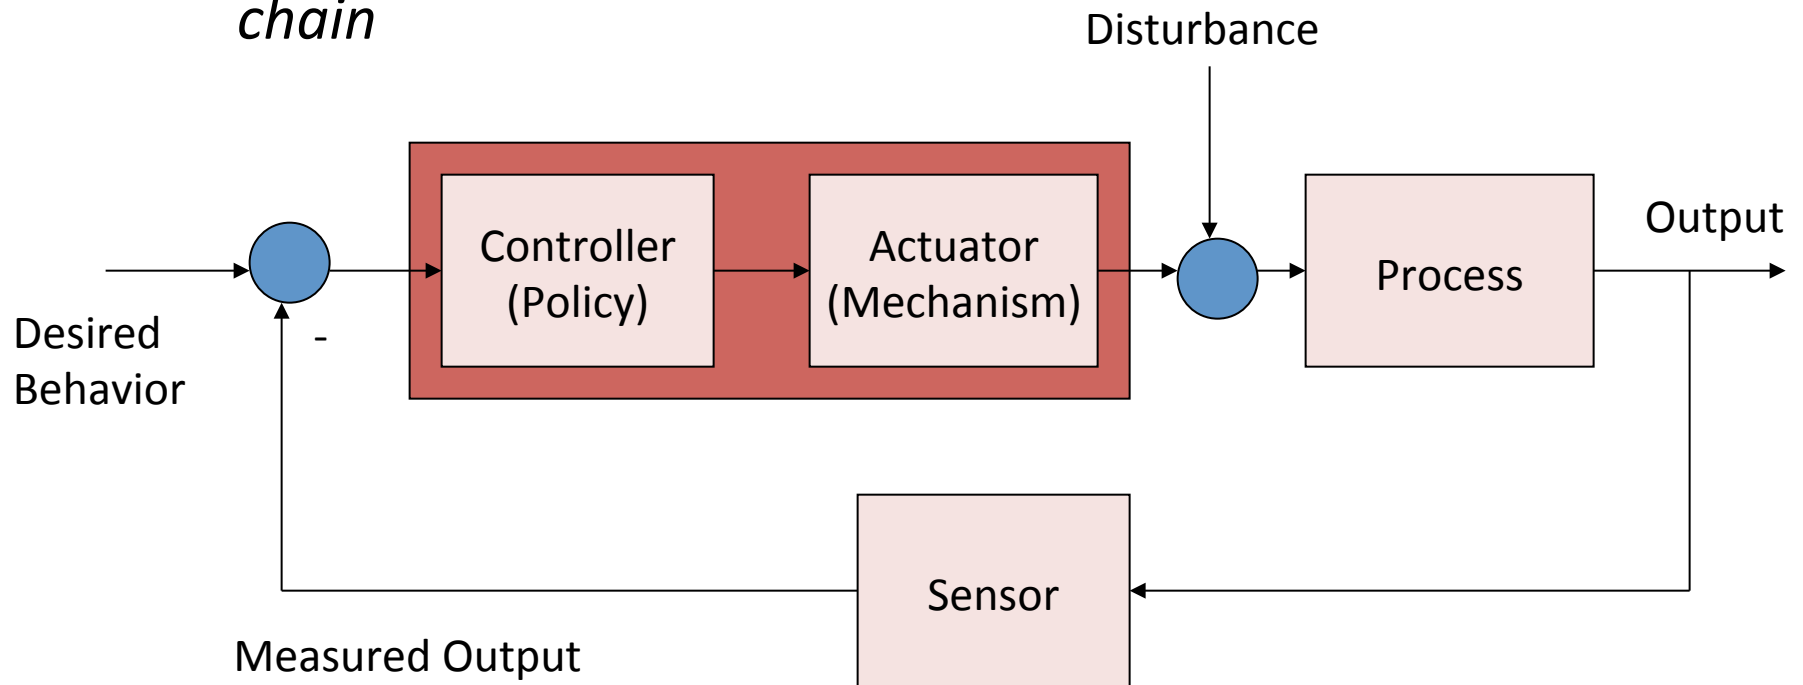 chain
Disturbance
Output
Controller
(Policy)
Actuator
(Mechanism)
Process
Desired
Behavior
-
Sensor
Measured Output